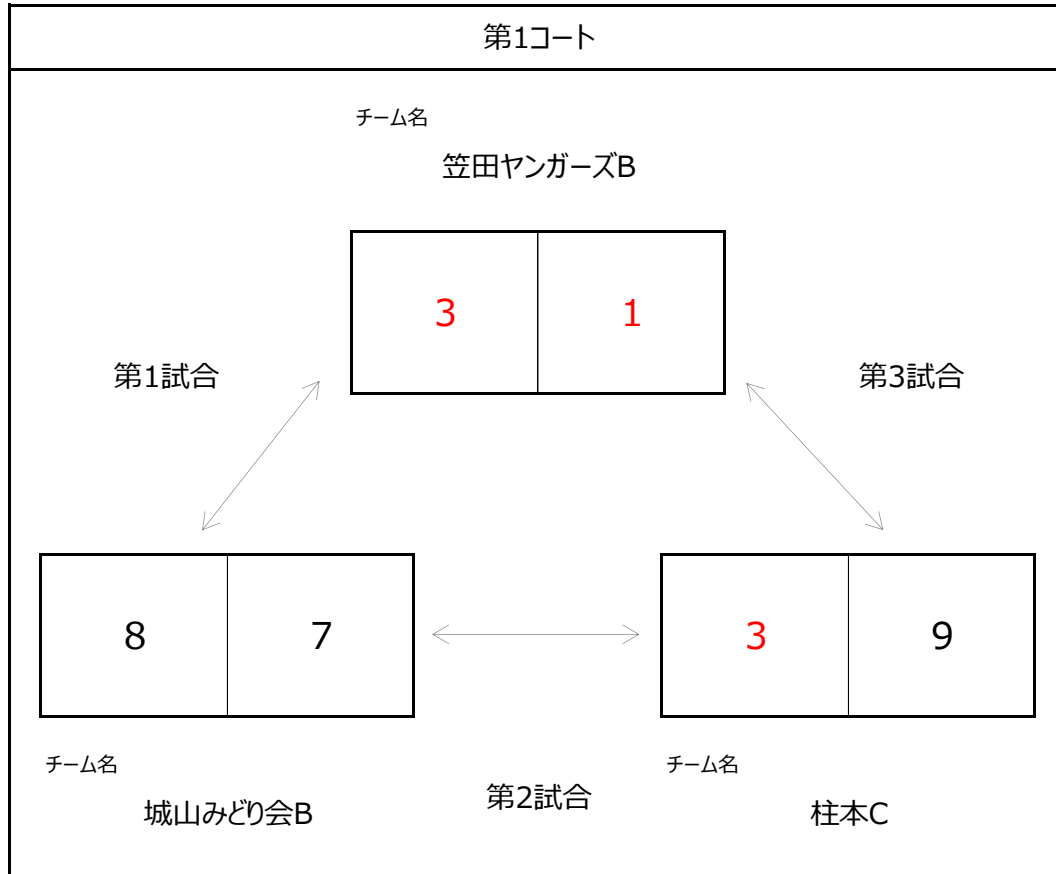 第1コート
チーム名
笠田ヤンガーズB
3 1
第1試合 第3試合
8 7 3 9
チーム名 チーム名
第2試合
城山みどり会B 柱本C